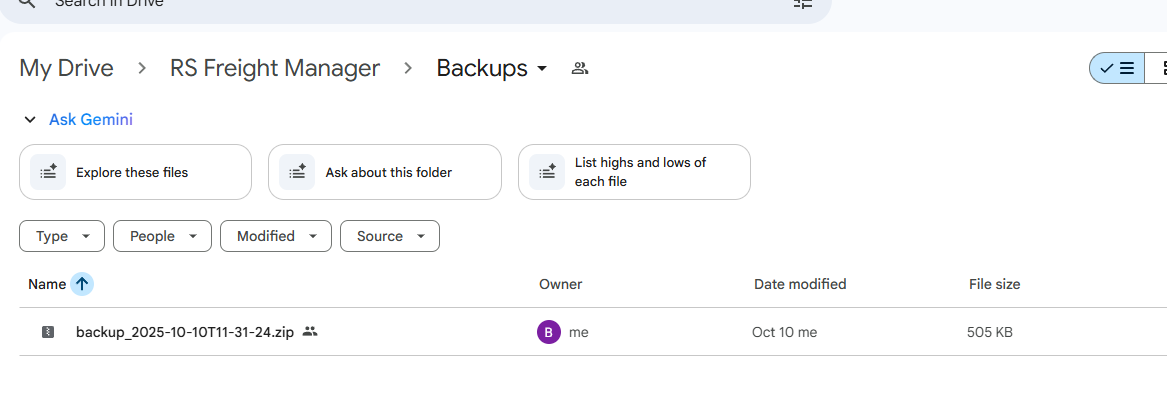 Search in Drive
My Drive > RS Freight Manager > Backups
Ask Gemini
Explore these files
Ask about this folder
List highs and lows of
each file
Type People Modified Source
Name Owner Date modified File size
backup_2025-10-10T11-31-24.zip B me Oct 10 me 505 KB